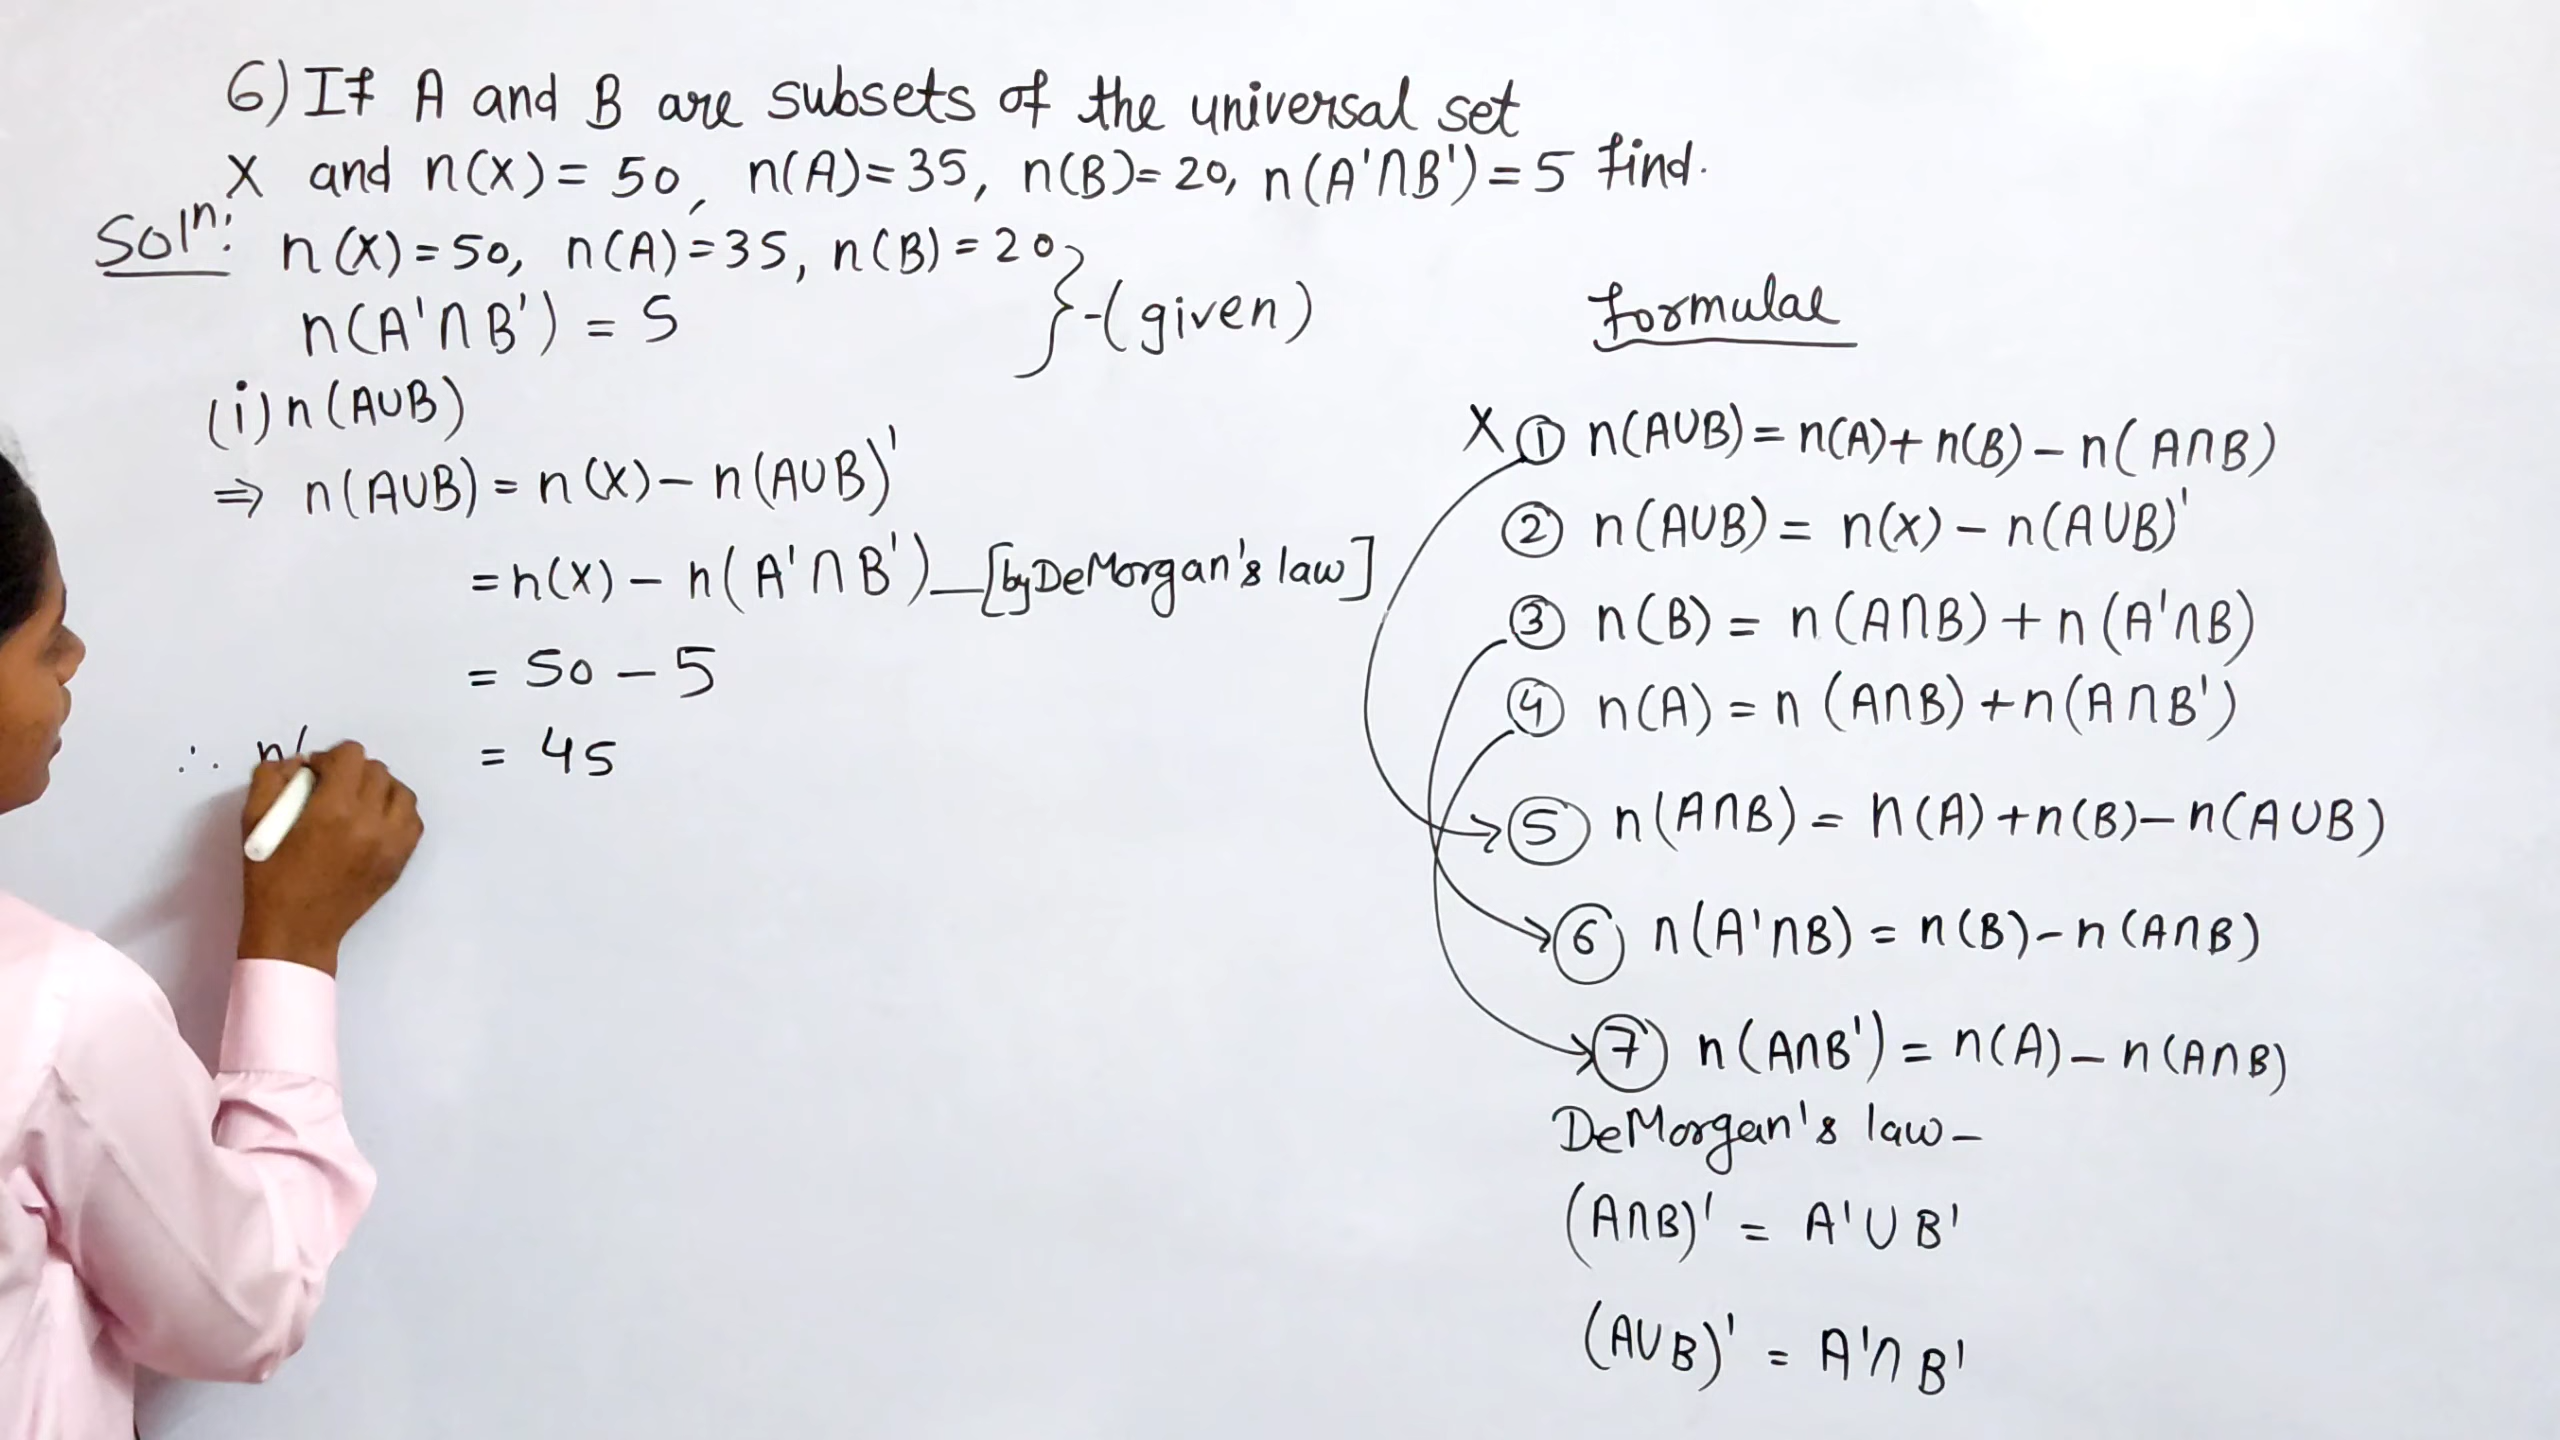 6) If A and B are subsets of the universal set
X and n(X) = 50, n(A)=35, n(B)=20, n(A'∩B')=5 find.
Solⁿ: n(X)=50, n(A)=35, n(B)=20
n(A'∩B') = 5
}-(given)
(i) n(A∪B)
⇒ n(A∪B) = n(X) – n(A∪B)'
= n(X) – n(A'∩B') – [by DeMorgan's law]
= 50 – 5
∴ n( = 45
Formulae
X ① n(A∪B) = n(A)+ n(B) – n(A∩B)
② n(A∪B) = n(X) – n(A∪B)'
③ n(B) = n(A∩B) + n(A'∩B)
④ n(A) = n(A∩B) + n(A∩B')
⑤ n(A∩B) = n(A) + n(B) – n(A∪B)
⑥ n(A'∩B) = n(B) – n(A∩B)
⑦ n(A∩B') = n(A) – n(A∩B)
DeMorgan's law –
(A∩B)' = A'∪B'
(A∪B)' = A'∩B'